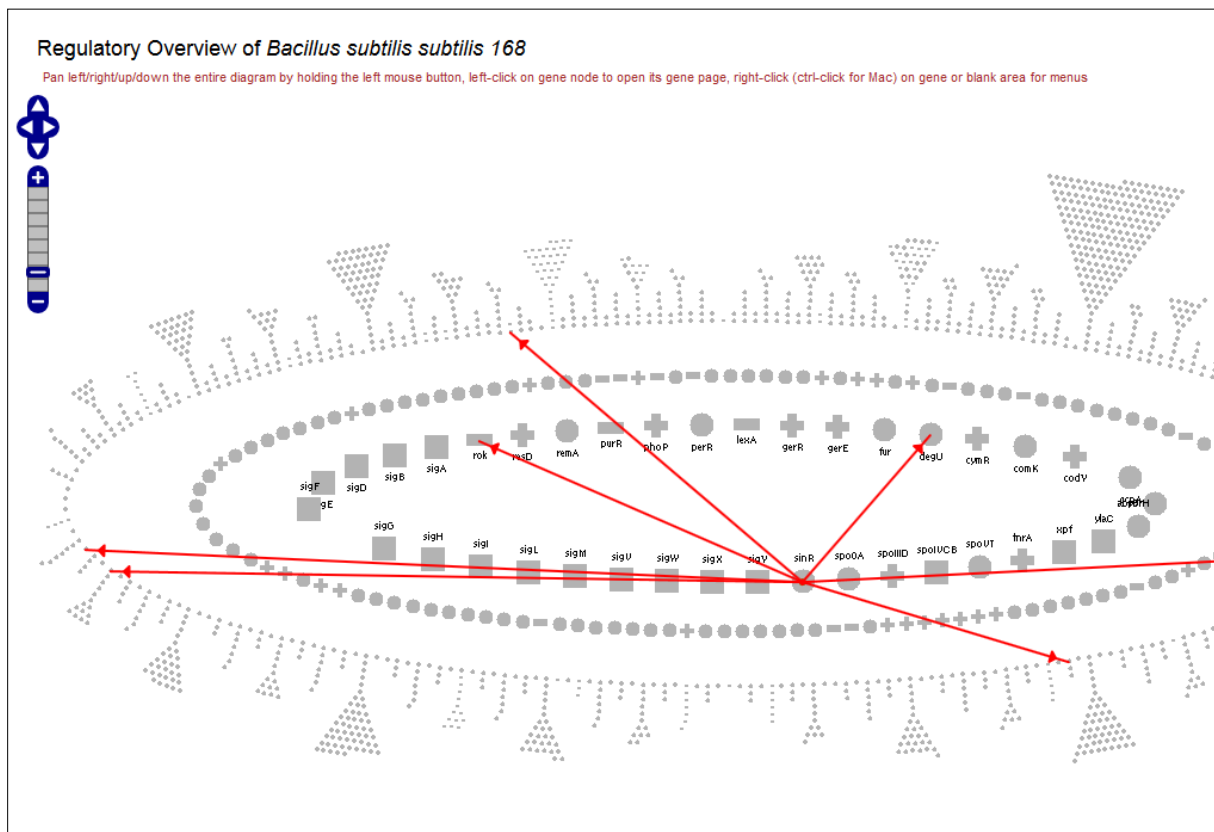 Regulatory Overview of Bacillus subtilis subtilis 168
Pan left/right/up/down the entire diagram by holding the left mouse button, left-click on gene node to open its gene page, right-click (ctrl-click for Mac) on gene or blank area for menus
rok
resD
remA
purR
phoP
perR
lexA
gerR
gerE
fur
degU
cymR
comK
codY
sigA
sigB
sigD
sigF
sigG
sigH
sigI
sigL
sigM
sigV
sigW
sigX
sigY
sinR
spo0A
spoIIID
spoIVCB
spoVT
fnrA
xpf
ylaC